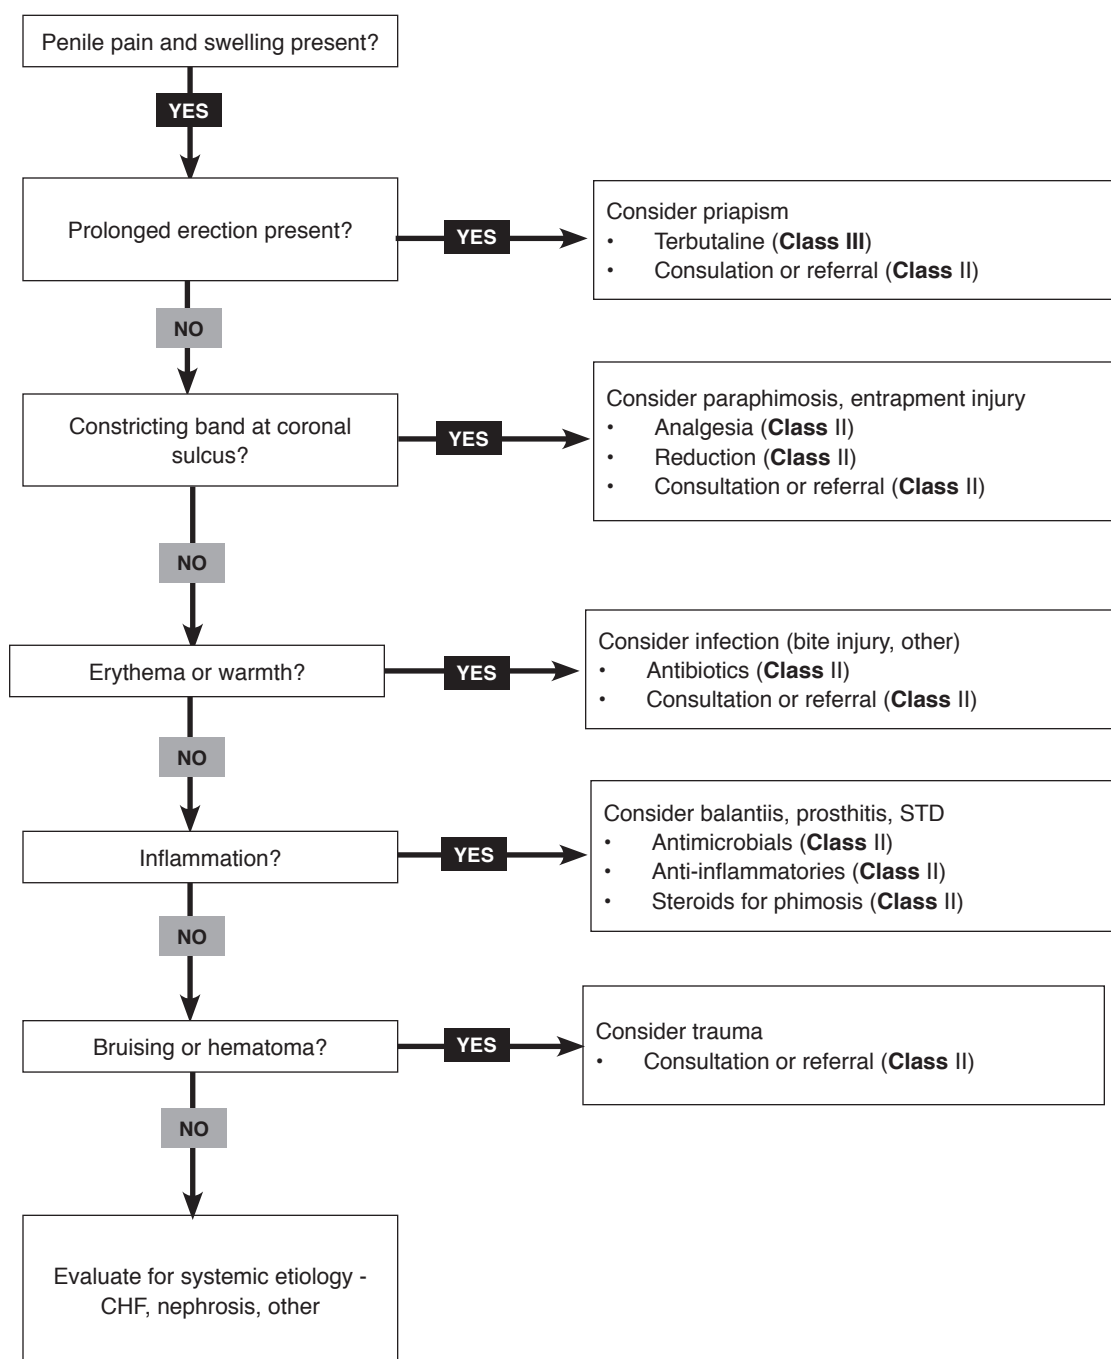 Penile pain and swelling present?
YES
Prolonged erection present?
YES
Consider priapism
• Terbutaline (Class III)
• Consulation or referral (Class II)
NO
Constricting band at coronal
sulcus?
YES
Consider paraphimosis, entrapment injury
• Analgesia (Class II)
• Reduction (Class II)
• Consultation or referral (Class II)
NO
Erythema or warmth?
YES
Consider infection (bite injury, other)
• Antibiotics (Class II)
• Consultation or referral (Class II)
NO
Inflammation?
YES
Consider balantiis, prosthitis, STD
• Antimicrobials (Class II)
• Anti-inflammatories (Class II)
• Steroids for phimosis (Class II)
NO
Bruising or hematoma?
YES
Consider trauma
• Consultation or referral (Class II)
NO
Evaluate for systemic etiology -
CHF, nephrosis, other